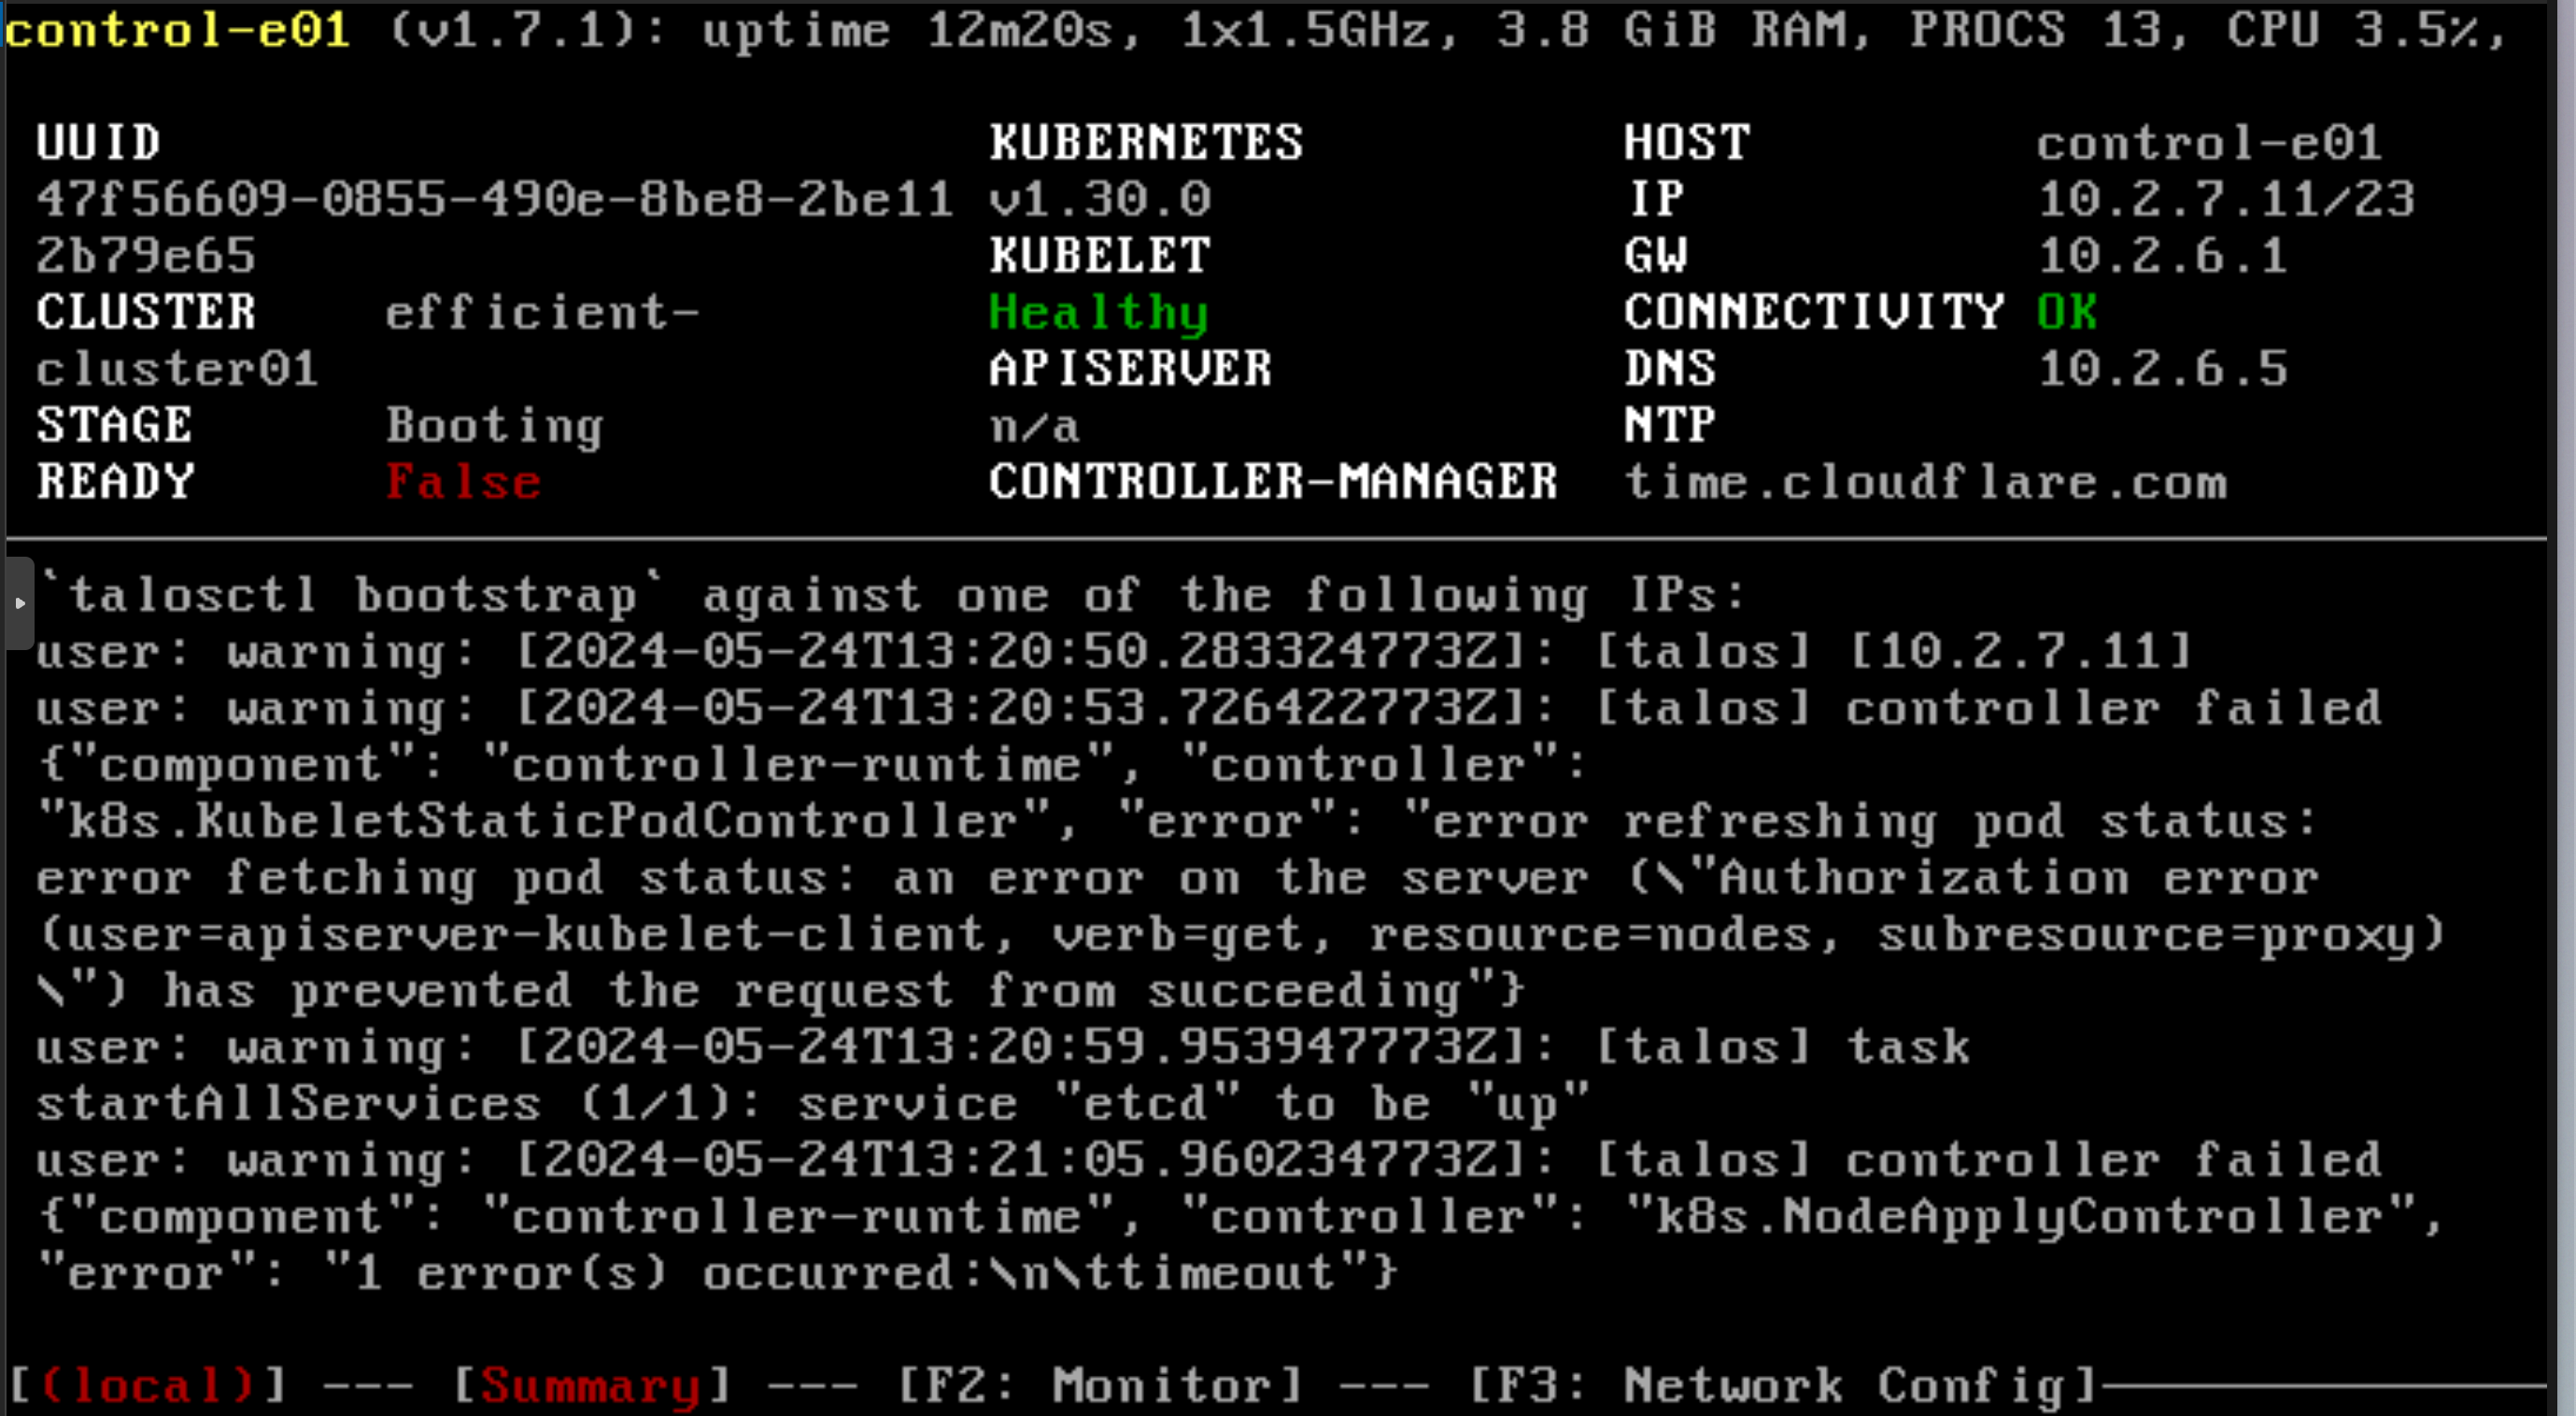 control-e01 (v1.7.1): uptime 12m20s, 1x1.5GHz, 3.8 GiB RAM, PROCS 13, CPU 3.5%,
UUID KUBERNETES HOST control-e01
47f56609-0855-490e-8be8-2be11 v1.30.0 IP 10.2.7.11/23
2b79e65 KUBELET GW 10.2.6.1
CLUSTER efficient- Healthy CONNECTIVITY OK
cluster01 APISERVER DNS 10.2.6.5
STAGE Booting n/a NTP
READY False CONTROLLER-MANAGER time.cloudflare.com
`talosctl bootstrap` against one of the following IPs:
user: warning: [2024-05-24T13:20:50.283324773Z]: [talos] [10.2.7.11]
user: warning: [2024-05-24T13:20:53.726422773Z]: [talos] controller failed
{"component": "controller-runtime", "controller":
"k8s.KubeletStaticPodController", "error": "error refreshing pod status:
error fetching pod status: an error on the server (\"Authorization error
(user=apiserver-kubelet-client, verb=get, resource=nodes, subresource=proxy)
\") has prevented the request from succeeding"}
user: warning: [2024-05-24T13:20:59.953947773Z]: [talos] task
startAllServices (1/1): service "etcd" to be "up"
user: warning: [2024-05-24T13:21:05.960234773Z]: [talos] controller failed
{"component": "controller-runtime", "controller": "k8s.NodeApplyController",
"error": "1 error(s) occurred:\n\ttimeout"}
[(local)] --- [Summary] --- [F2: Monitor] --- [F3: Network Config]